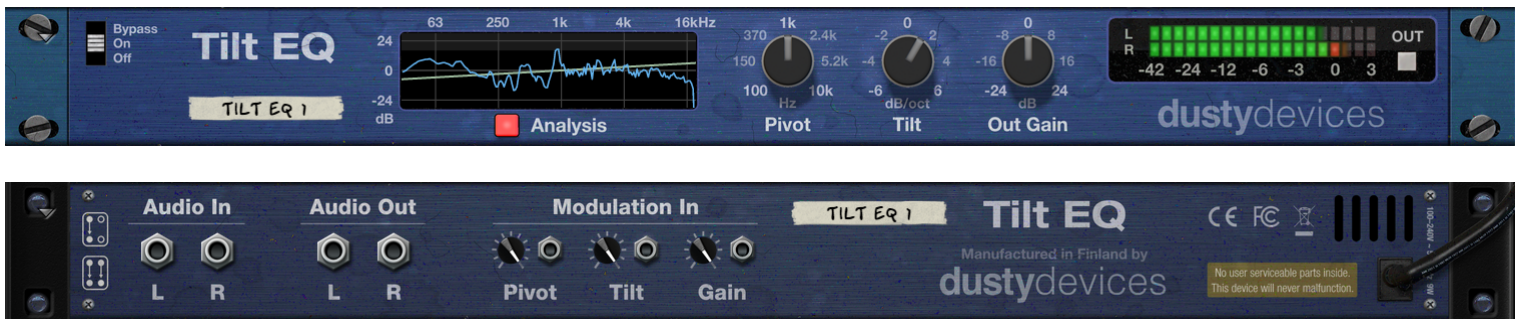 Bypass
On
Off
Tilt EQ
TILT EQ 1
63 250 1k 4k 16kHz
24
0
-24
dB
Analysis
1k
370 2.4k
150 5.2k
100 10k
Hz
Pivot
0
-2 2
-4 4
-6 6
dB/oct
Tilt
0
-8 8
-16 16
-24 24
dB
Out Gain
L
R
-42 -24 -12 -6 -3 0 3
OUT
dustydevices
Audio In
L R
Audio Out
L R
Modulation In
Pivot Tilt Gain
TILT EQ 1
Tilt EQ
Manufactured in Finland by
dustydevices
CE FC
No user serviceable parts inside.
This device will never malfunction.
100-240V ~
9W